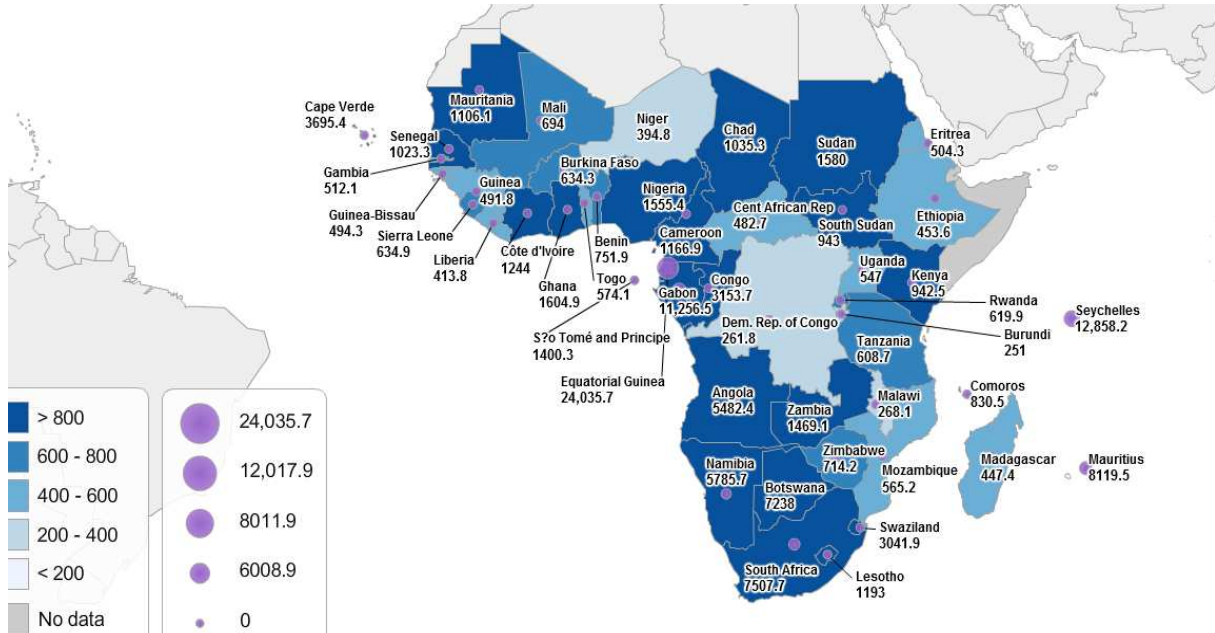 Cape Verde
3695.4
Mauritania
1106.1
Mali
694
Niger
394.8
Chad
1035.3
Sudan
1580
Eritrea
504.3
Senegal
1023.3
Gambia
512.1
Guinea
491.8
Burkina Faso
634.3
Nigeria
1555.4
Cent African Rep
482.7
South Sudan
943
Ethiopia
453.6
Guinea-Bissau
494.3
Sierra Leone
634.9
Liberia
413.8
Côte d'Ivoire
1244
Ghana
1604.9
Togo
574.1
Benin
751.9
Cameroon
1166.9
Gabon
11,256.5
Congo
3153.7
Uganda
547
Kenya
942.5
Rwanda
619.9
Burundi
251
Seychelles
12,858.2
S?o Tomé and Principe
1400.3
Equatorial Guinea
24,035.7
Dem. Rep. of Congo
261.8
Tanzania
608.7
Angola
5482.4
Zambia
1469.1
Malawi
268.1
Comoros
830.5
Namibia
5785.7
Botswana
7238
Zimbabwe
714.2
Mozambique
565.2
Madagascar
447.4
Mauritius
8119.5
Swaziland
3041.9
South Africa
7507.7
Lesotho
1193
> 800
600 - 800
400 - 600
200 - 400
< 200
No data
24,035.7
12,017.9
8011.9
6008.9
0